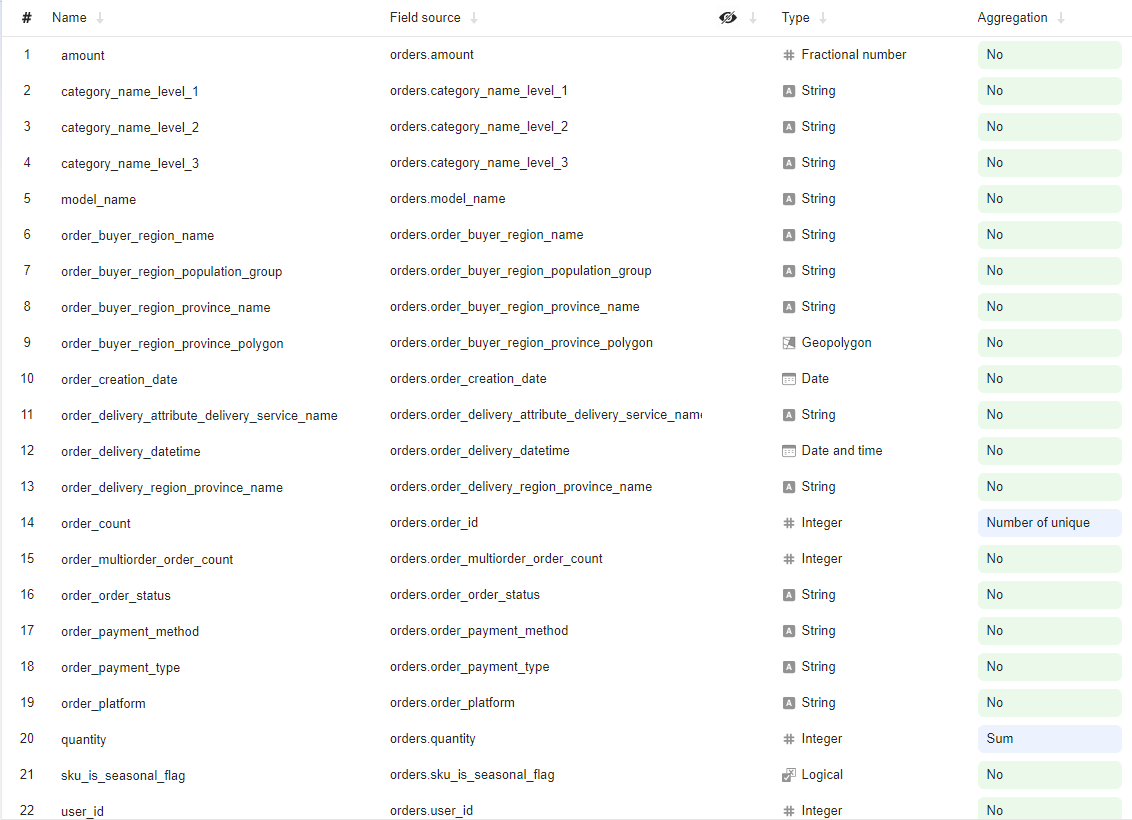 # Name ↓ Field source ↓ ↓ Type ↓ Aggregation ↓
1 amount orders.amount # Fractional number No
2 category_name_level_1 orders.category_name_level_1 A String No
3 category_name_level_2 orders.category_name_level_2 A String No
4 category_name_level_3 orders.category_name_level_3 A String No
5 model_name orders.model_name A String No
6 order_buyer_region_name orders.order_buyer_region_name A String No
7 order_buyer_region_population_group orders.order_buyer_region_population_group A String No
8 order_buyer_region_province_name orders.order_buyer_region_province_name A String No
9 order_buyer_region_province_polygon orders.order_buyer_region_province_polygon Geopolygon No
10 order_creation_date orders.order_creation_date Date No
11 order_delivery_attribute_delivery_service_name orders.order_delivery_attribute_delivery_service_name A String No
12 order_delivery_datetime orders.order_delivery_datetime Date and time No
13 order_delivery_region_province_name orders.order_delivery_region_province_name A String No
14 order_count orders.order_id # Integer Number of unique
15 order_multiorder_order_count orders.order_multiorder_order_count # Integer No
16 order_order_status orders.order_order_status A String No
17 order_payment_method orders.order_payment_method A String No
18 order_payment_type orders.order_payment_type A String No
19 order_platform orders.order_platform A String No
20 quantity orders.quantity # Integer Sum
21 sku_is_seasonal_flag orders.sku_is_seasonal_flag Logical No
22 user_id orders.user_id # Integer No